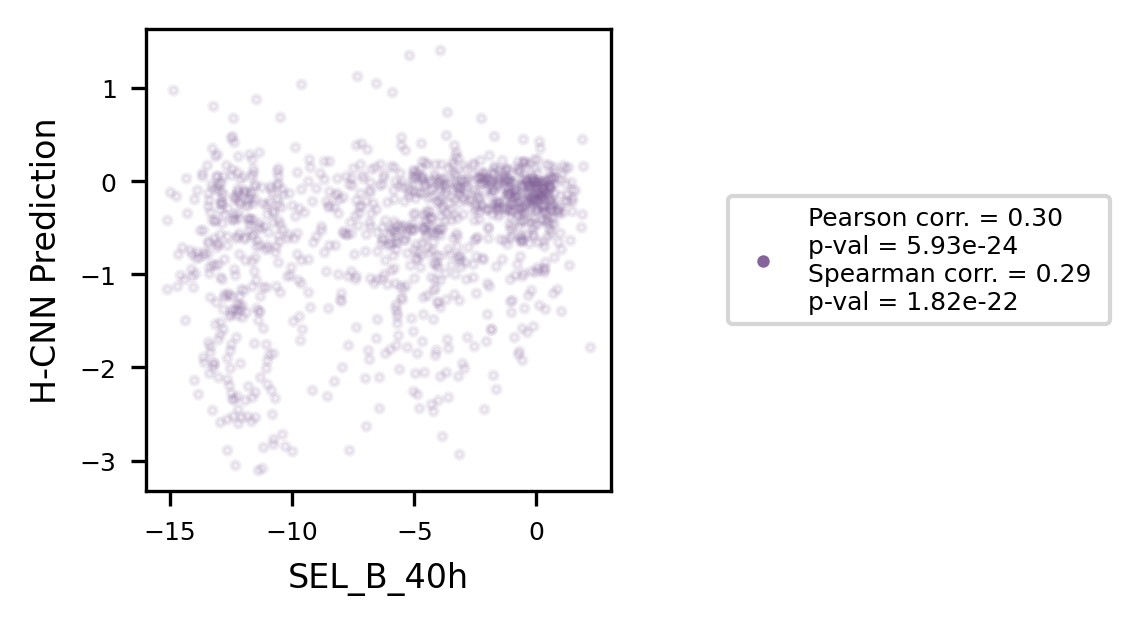 H-CNN Prediction
1
0
−1
−2
−3
−15
−10
−5
0
SEL_B_40h
Pearson corr. = 0.30
p-val = 5.93e-24
Spearman corr. = 0.29
p-val = 1.82e-22